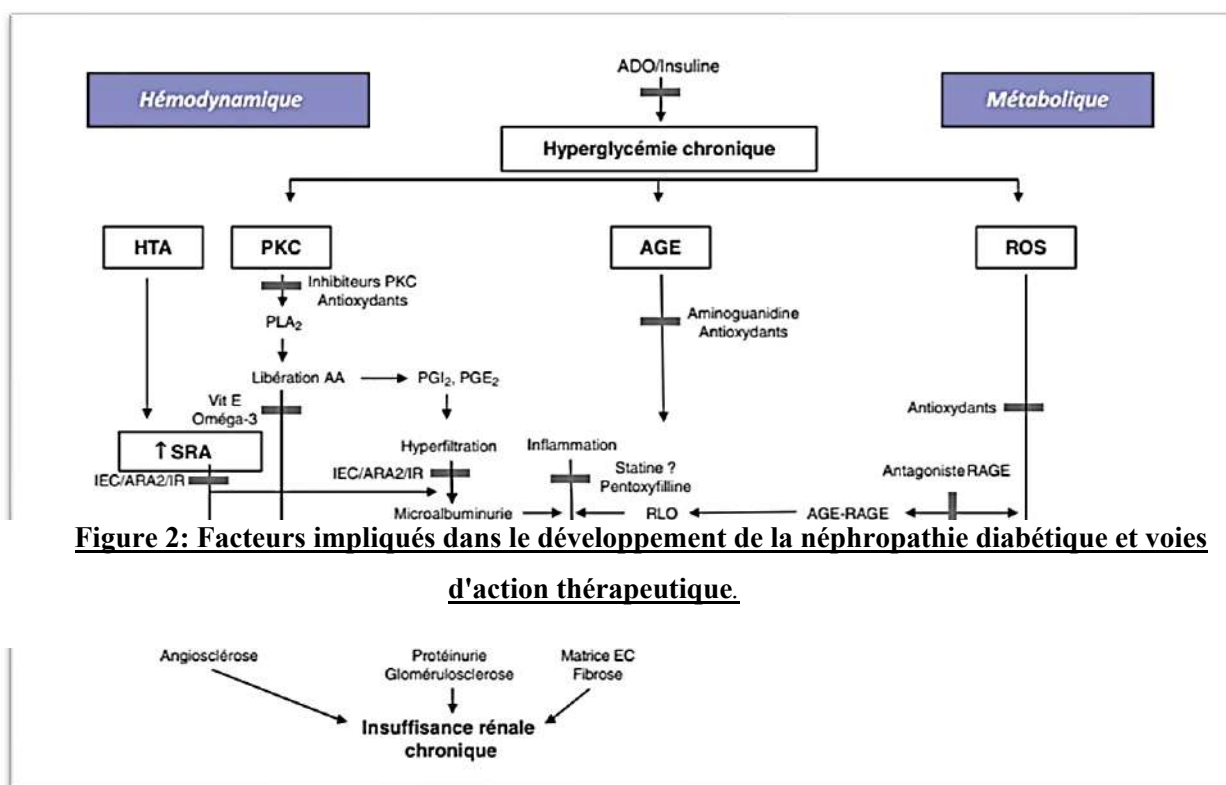 ADO/Insuline
Hémodynamique
Métabolique
Hyperglycémie chronique
HTA
PKC
AGE
ROS
Inhibiteurs PKC
Antioxydants
PLA₂
Aminoguanidine
Antioxydants
Libération AA
PGI₂, PGE₂
Vit E
Oméga-3
Antioxydants
↑ SRA
Hyperfiltration
Inflammation
IEC/ARA2/IR
IEC/ARA2/IR
Statine ?
Pentoxyfilline
Antagoniste RAGE
Microalbuminurie
RLO
AGE-RAGE
Figure 2: Facteurs impliqués dans le développement de la néphropathie diabétique et voies
d'action thérapeutique.
Angiosclérose
Protéinurie
Glomérulosclerose
Matrice EC
Fibrose
Insuffisance rénale
chronique